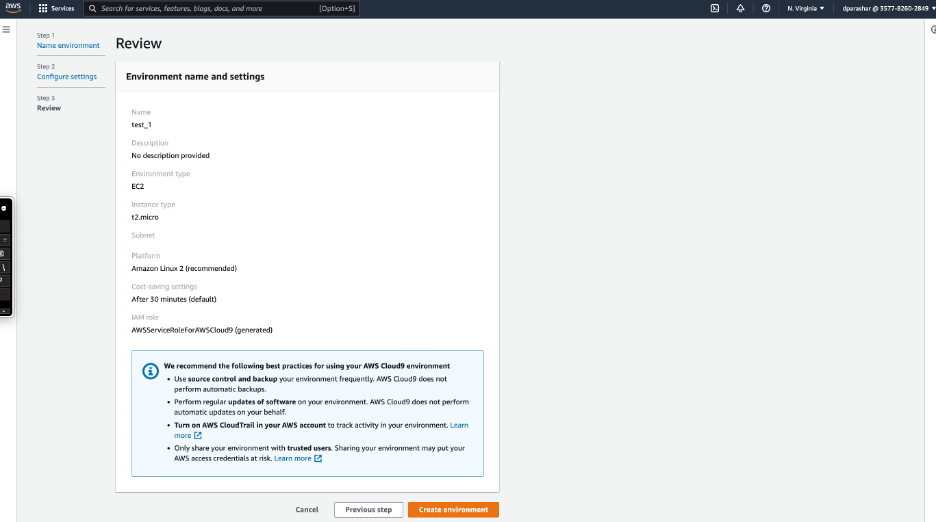 aws
Services
Search for services, features, blogs, docs, and more
[Option+S]
N. Virginia
dparashar @ 3577-8260-2849
Step 1
Name environment
Step 2
Configure settings
Step 3
Review
Review
Environment name and settings
Name
test_1
Description
No description provided
Environment type
EC2
Instance type
t2.micro
Subnet
Platform
Amazon Linux 2 (recommended)
Cost-saving settings
After 30 minutes (default)
IAM role
AWSServiceRoleForAWSCloud9 (generated)
We recommend the following best practices for using your AWS Cloud9 environment
• Use source control and backup your environment frequently. AWS Cloud9 does not
perform automatic backups.
• Perform regular updates of software on your environment. AWS Cloud9 does not perform
automatic updates on your behalf.
• Turn on AWS CloudTrail in your AWS account to track activity in your environment. Learn
more
• Only share your environment with trusted users. Sharing your environment may put your
AWS access credentials at risk. Learn more
Cancel
Previous step
Create environment